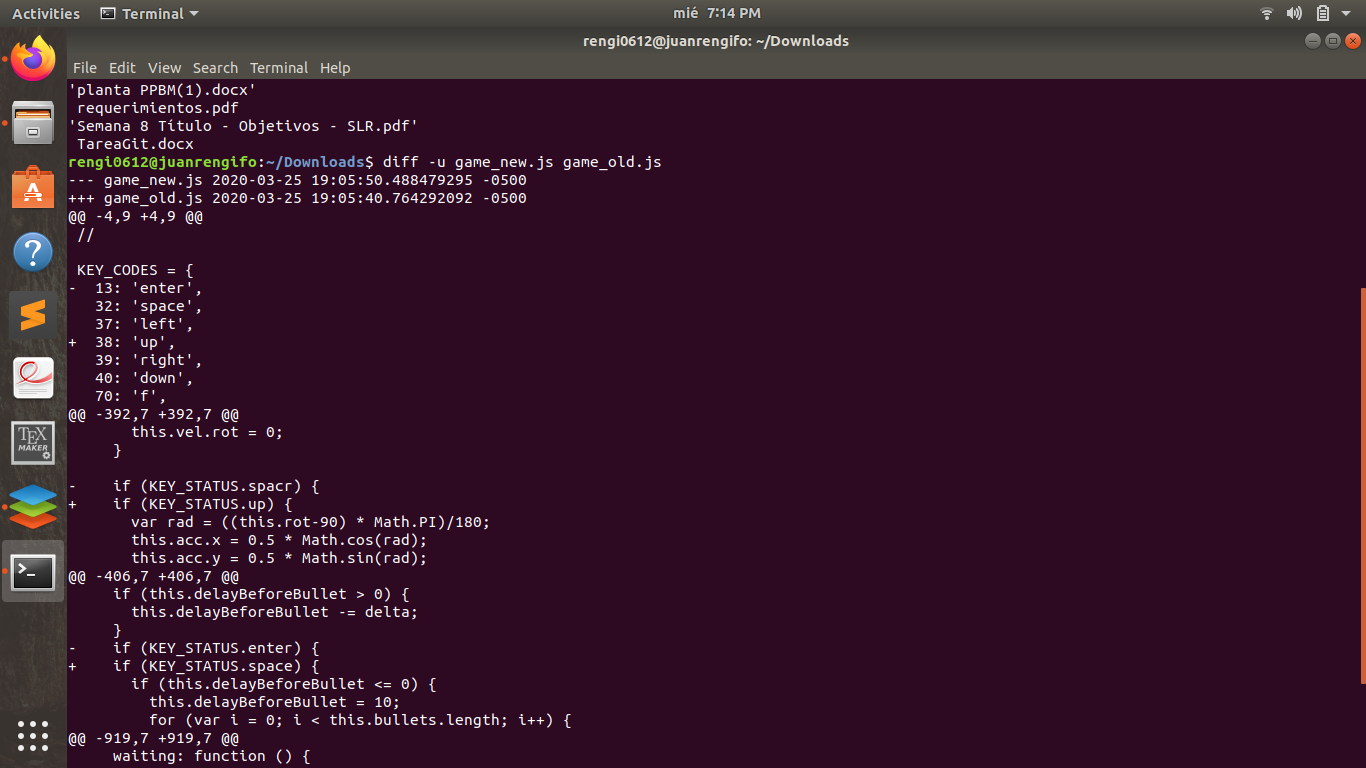 Activities Terminal mié 7:14 PM
rengi0612@juanrengifo: ~/Downloads
File Edit View Search Terminal Help
'planta PPBM(1).docx'
 requerimientos.pdf
'Semana 8 Título - Objetivos - SLR.pdf'
 TareaGit.docx
rengi0612@juanrengifo:~/Downloads$ diff -u game_new.js game_old.js
--- game_new.js 2020-03-25 19:05:50.488479295 -0500
+++ game_old.js 2020-03-25 19:05:40.764292092 -0500
@@ -4,9 +4,9 @@
 //

 KEY_CODES = {
-  13: 'enter',
   32: 'space',
   37: 'left',
+  38: 'up',
   39: 'right',
   40: 'down',
   70: 'f',
@@ -392,7 +392,7 @@
       this.vel.rot = 0;
     }

-    if (KEY_STATUS.spacr) {
+    if (KEY_STATUS.up) {
       var rad = ((this.rot-90) * Math.PI)/180;
       this.acc.x = 0.5 * Math.cos(rad);
       this.acc.y = 0.5 * Math.sin(rad);
@@ -406,7 +406,7 @@
     if (this.delayBeforeBullet > 0) {
       this.delayBeforeBullet -= delta;
     }
-    if (KEY_STATUS.enter) {
+    if (KEY_STATUS.space) {
       if (this.delayBeforeBullet <= 0) {
         this.delayBeforeBullet = 10;
         for (var i = 0; i < this.bullets.length; i++) {
@@ -919,7 +919,7 @@
     waiting: function () {
TEX
MAKER